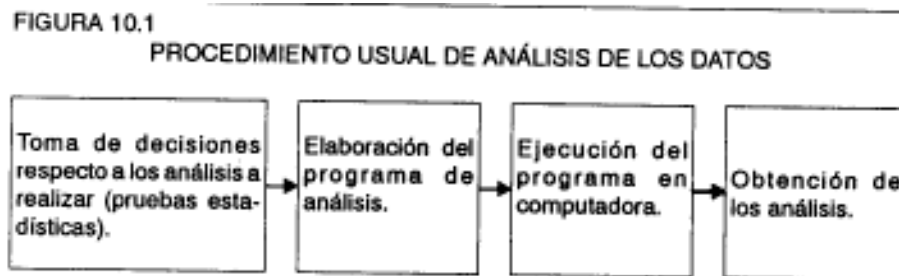 FIGURA 10.1
PROCEDIMIENTO USUAL DE ANÁLISIS DE LOS DATOS
Toma de decisiones
respecto a los análisis a
realizar (pruebas esta-
dísticas).
Elaboración del
programa de
análisis.
Ejecución del
programa en
computadora.
Obtención de
los análisis.